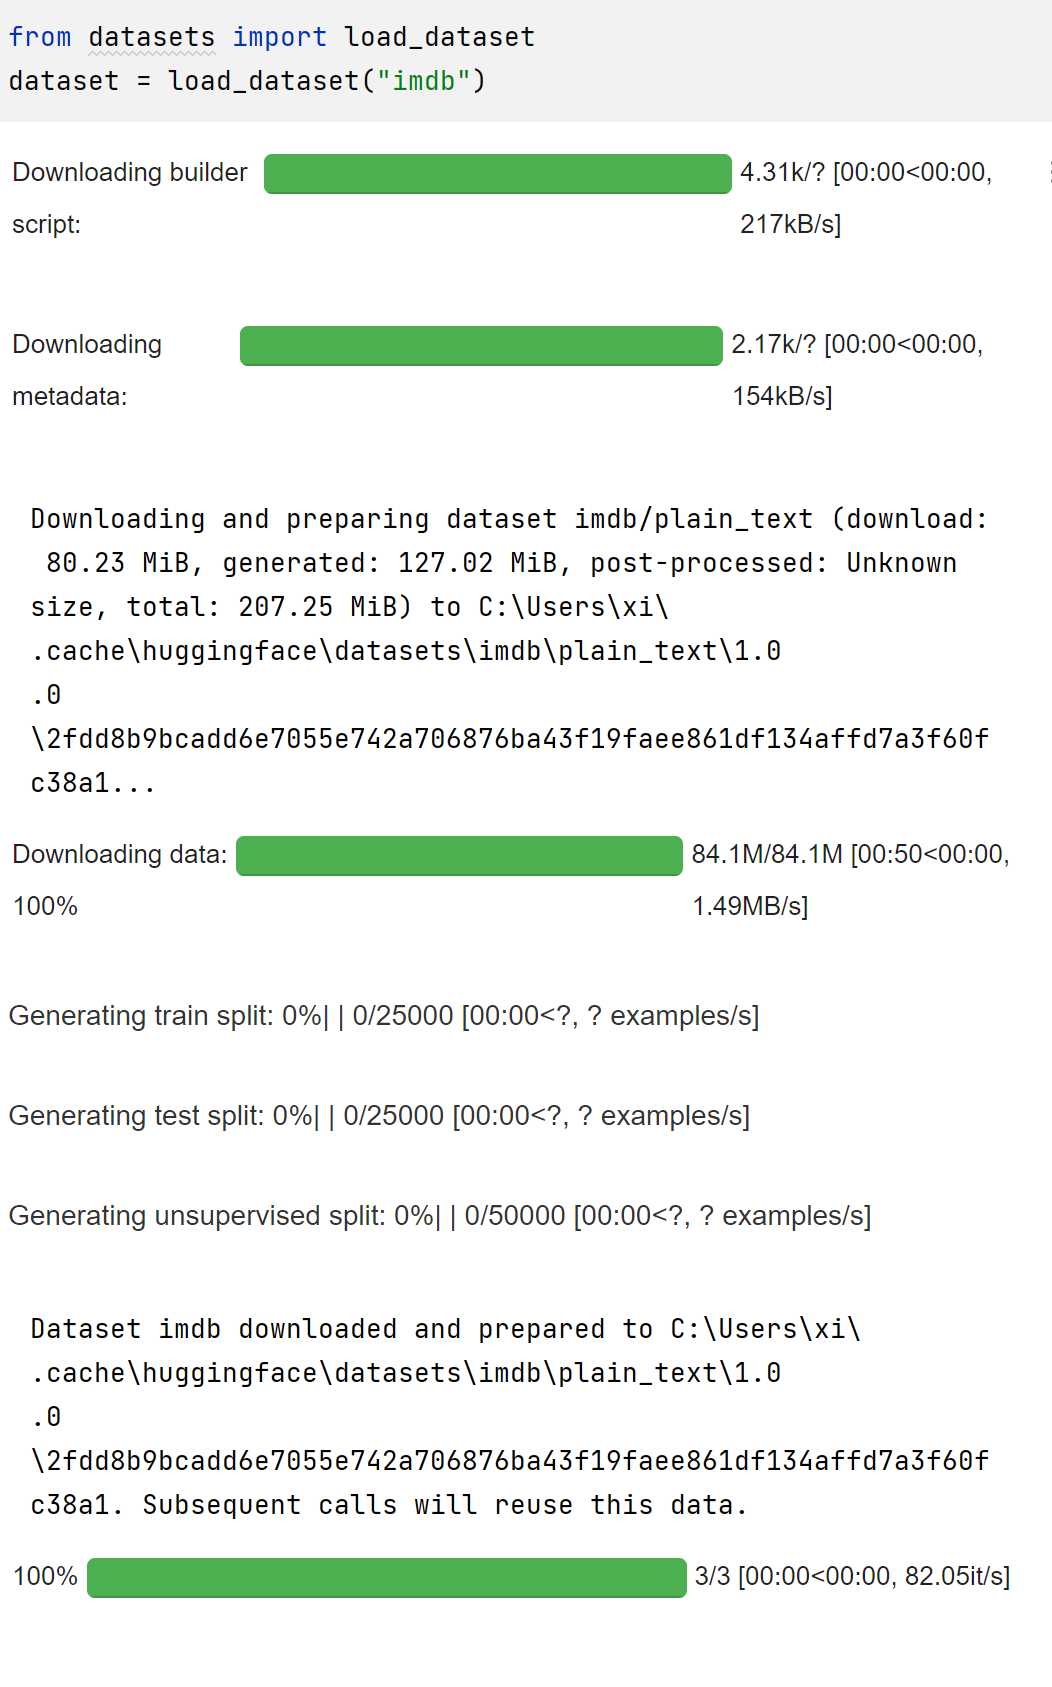 from datasets import load_dataset
dataset = load_dataset("imdb")
Downloading builder script:
4.31k/? [00:00<00:00, 217kB/s]
Downloading metadata:
2.17k/? [00:00<00:00, 154kB/s]
Downloading and preparing dataset imdb/plain_text (download:
80.23 MiB, generated: 127.02 MiB, post-processed: Unknown
size, total: 207.25 MiB) to C:\Users\xi\
.cache\huggingface\datasets\imdb\plain_text\1.0
.0
\2fdd8b9bcadd6e7055e742a706876ba43f19faee861df134affd7a3f60f
c38a1...
Downloading data: 100%
84.1M/84.1M [00:50<00:00, 1.49MB/s]
Generating train split: 0%| | 0/25000 [00:00<?, ? examples/s]
Generating test split: 0%| | 0/25000 [00:00<?, ? examples/s]
Generating unsupervised split: 0%| | 0/50000 [00:00<?, ? examples/s]
Dataset imdb downloaded and prepared to C:\Users\xi\
.cache\huggingface\datasets\imdb\plain_text\1.0
.0
\2fdd8b9bcadd6e7055e742a706876ba43f19faee861df134affd7a3f60f
c38a1. Subsequent calls will reuse this data.
100%
3/3 [00:00<00:00, 82.05it/s]